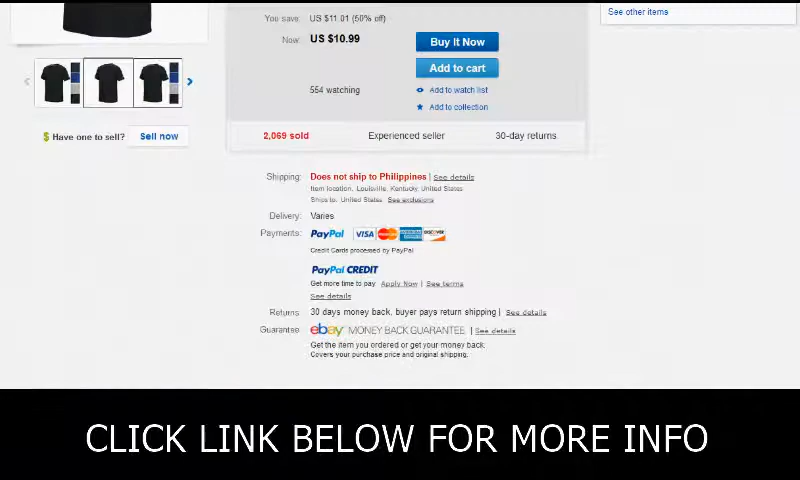 See other items
You save: US $11.01 (50% off)
Now: US $10.99
Buy It Now
Add to cart
554 watching
Add to watch list
Add to collection
$ Have one to sell? Sell now
2,069 sold Experienced seller 30-day returns
Shipping: Does not ship to Philippines | See details
Item location: Louisville, Kentucky, United States
Ships to: United States See exclusions
Delivery: Varies
Payments: PayPal VISA MasterCard AMERICAN EXPRESS DISCOVER
Credit Cards processed by PayPal
PayPal CREDIT
Get more time to pay. Apply Now | See terms
See details
Returns: 30 days money back, buyer pays return shipping | See details
Guarantee: ebay MONEY BACK GUARANTEE | See details
Get the item you ordered or get your money back.
Covers your purchase price and original shipping.
CLICK LINK BELOW FOR MORE INFO